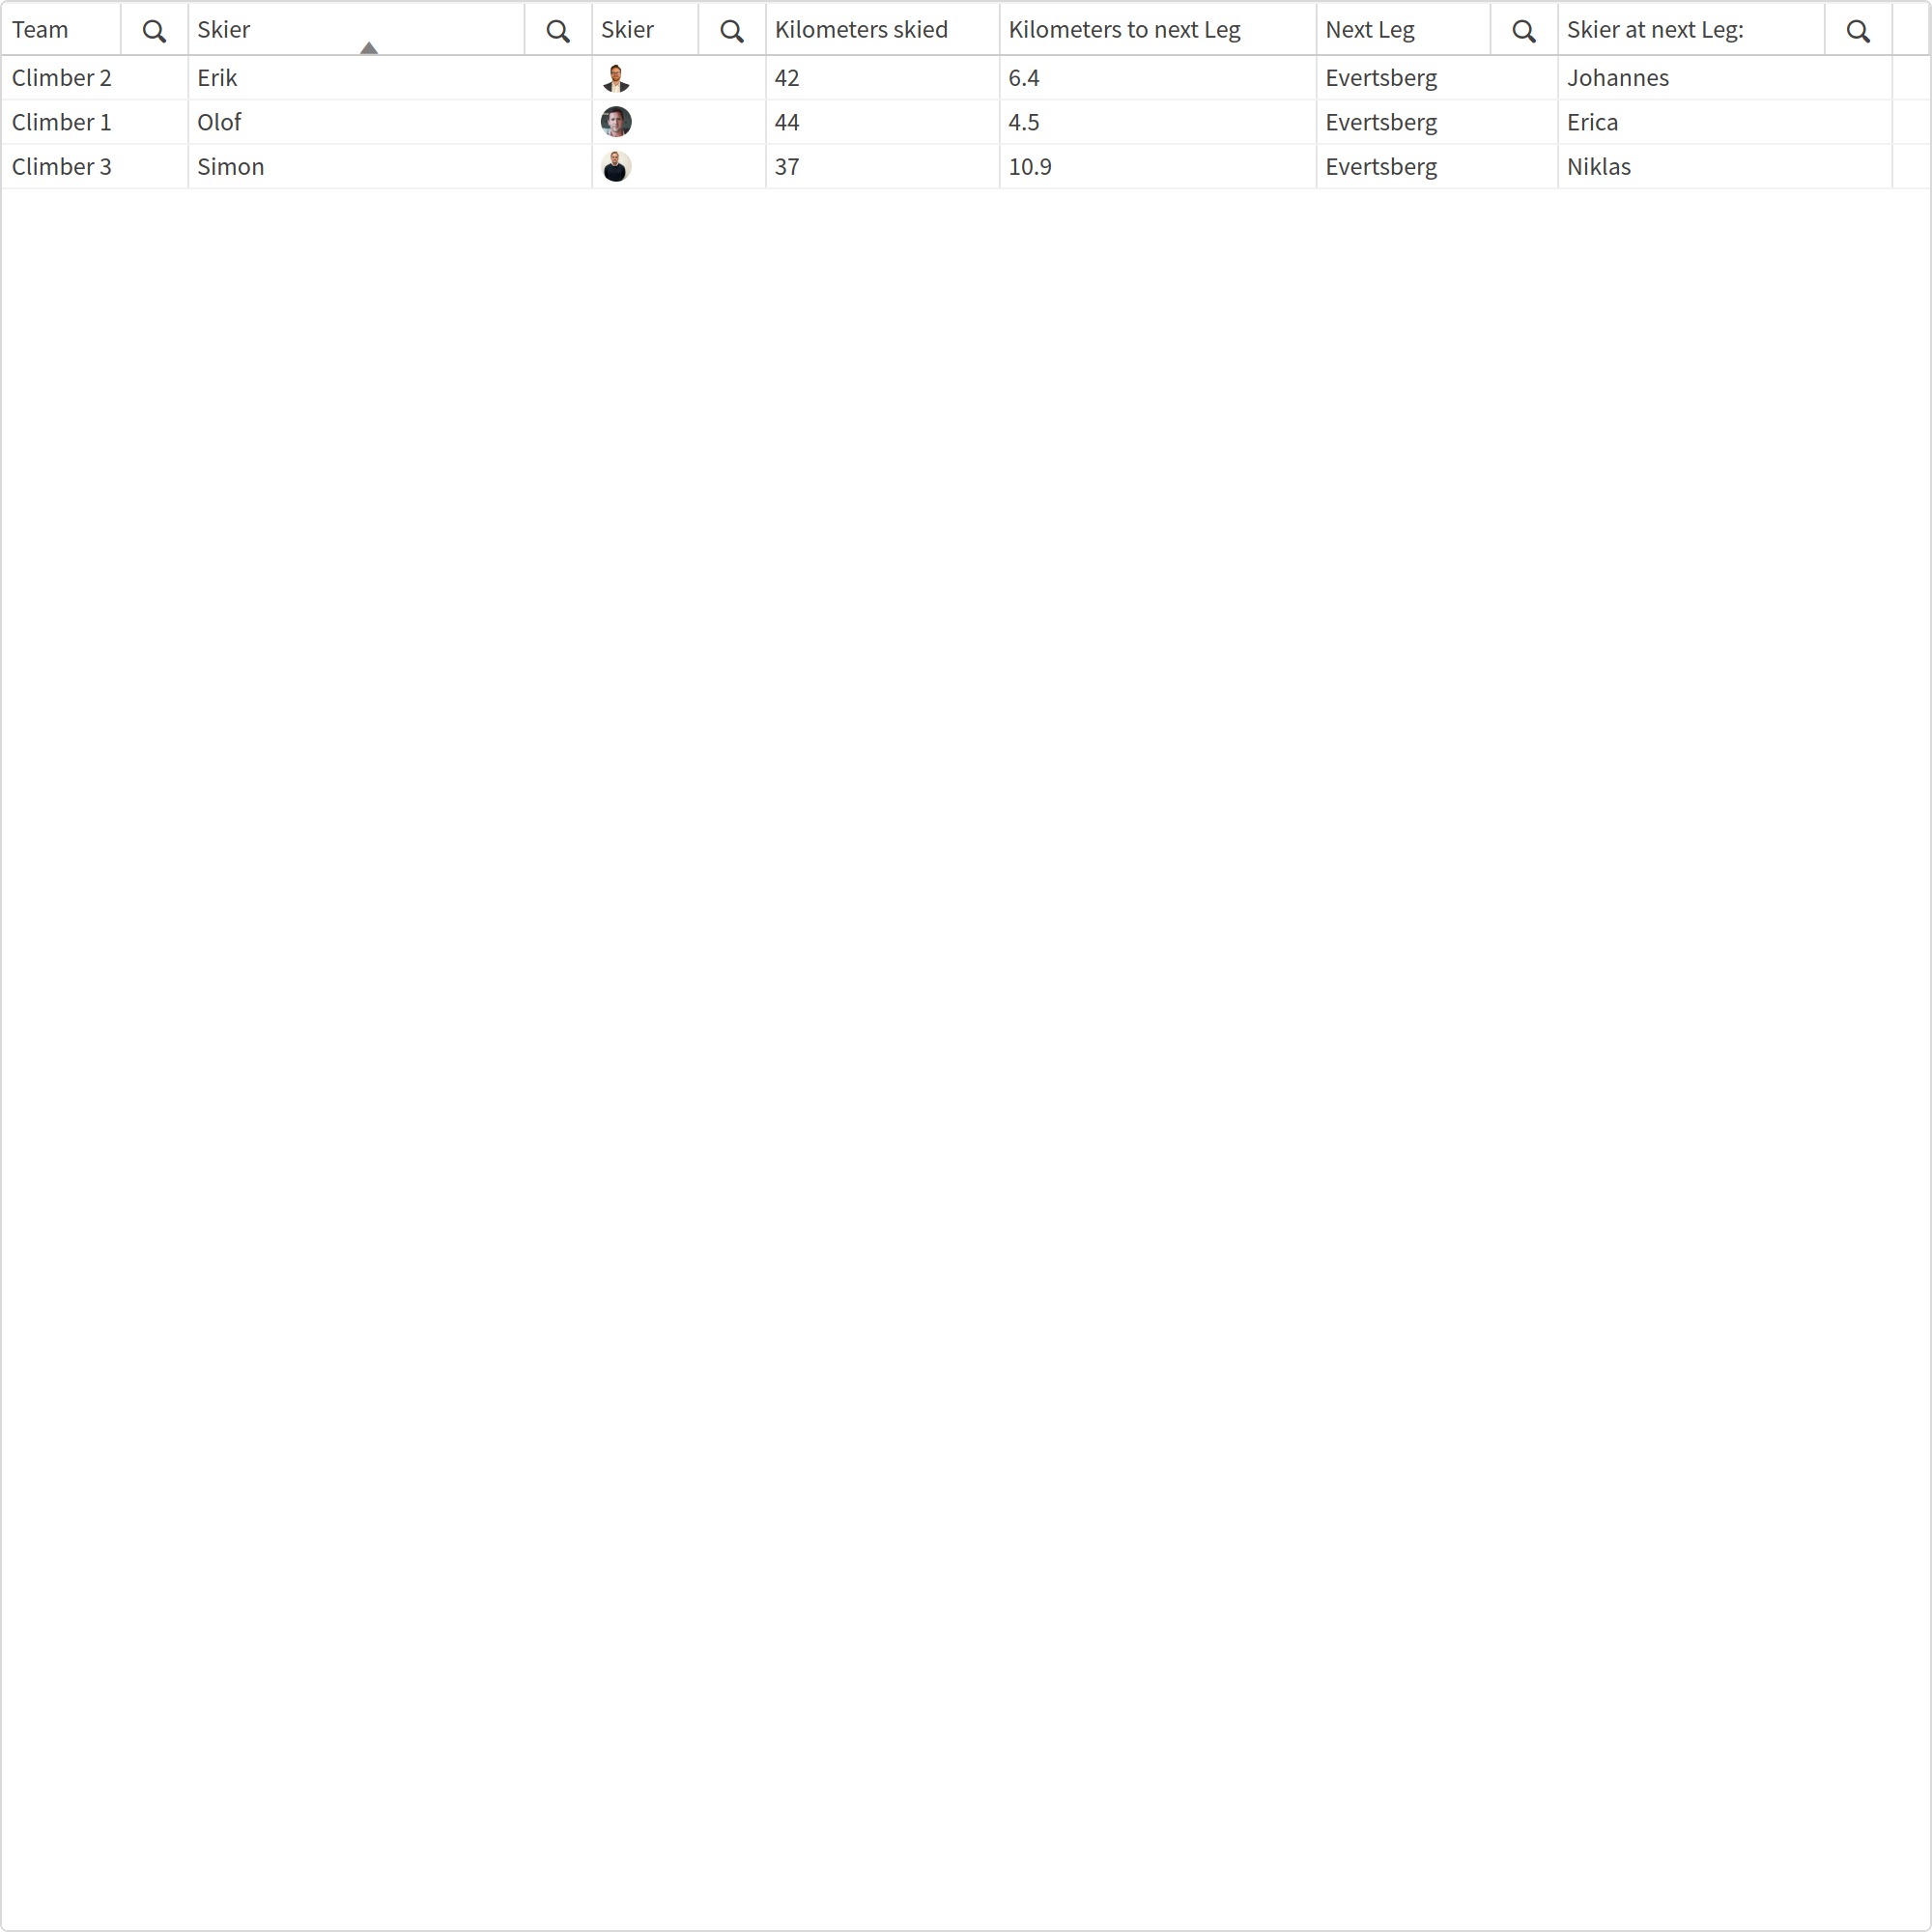 Team Skier Skier Kilometers skied Kilometers to next Leg Next Leg Skier at next Leg:
Climber 2 Erik 42 6.4 Evertsberg Johannes
Climber 1 Olof 44 4.5 Evertsberg Erica
Climber 3 Simon 37 10.9 Evertsberg Niklas